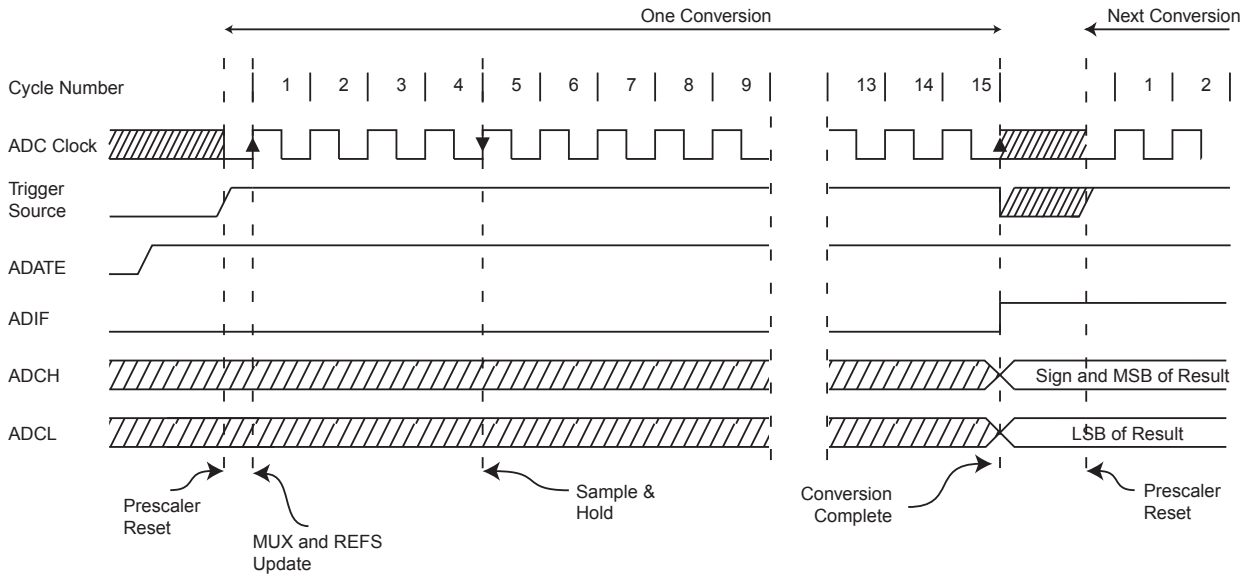 One Conversion
Next Conversion
Cycle Number
1 2 3 4 5 6 7 8 9 13 14 15 1 2
ADC Clock
Trigger
Source
ADATE
ADIF
ADCH
Sign and MSB of Result
ADCL
LSB of Result
Prescaler
Reset
MUX and REFS
Update
Sample &
Hold
Conversion
Complete
Prescaler
Reset